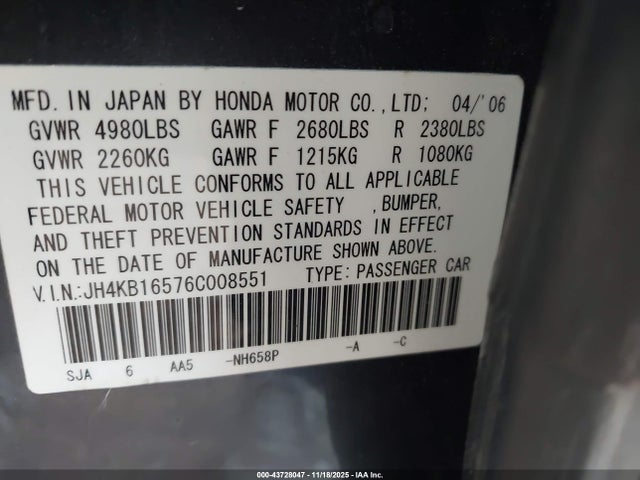 MFD. IN JAPAN BY HONDA MOTOR CO.,LTD; 04/'06
GVWR 4980LBS GAWR F 2680LBS R 2380LBS
GVWR 2260KG GAWR F 1215KG R 1080KG
THIS VEHICLE CONFORMS TO ALL APPLICABLE
FEDERAL MOTOR VEHICLE SAFETY ,BUMPER,
AND THEFT PREVENTION STANDARDS IN EFFECT
ON THE DATE OF MANUFACTURE SHOWN ABOVE.
V.I.N.:JH4KB16576C008551 TYPE: PASSENGER CAR
SJA 6 AA5 -NH658P -A -C
000-43728047 - 11/18/2025 - IAA Inc.